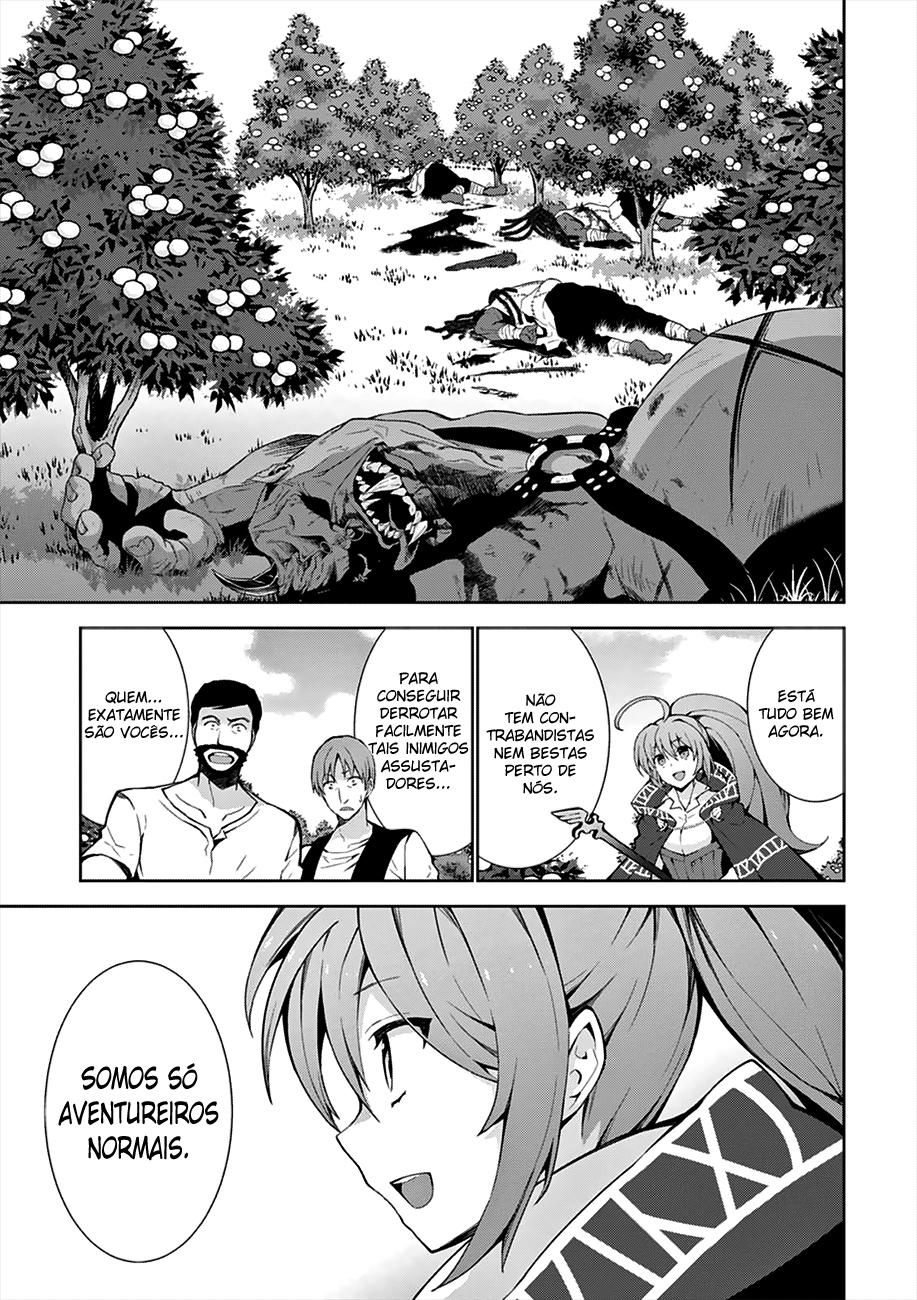 ESTÁ
TUDO BEM
AGORA.
NÃO
TEM CON-
TRABANDISTAS
NEM BESTAS
PERTO DE
NÓS.
PARA
CONSEGUIR
DERROTAR
FACILMENTE
TAIS INIMIGOS
ASSUSTA-
DORES...
QUEM...
EXATAMENTE
SÃO VOCÊS...
SOMOS SÓ
AVENTUREIROS
NORMAIS.